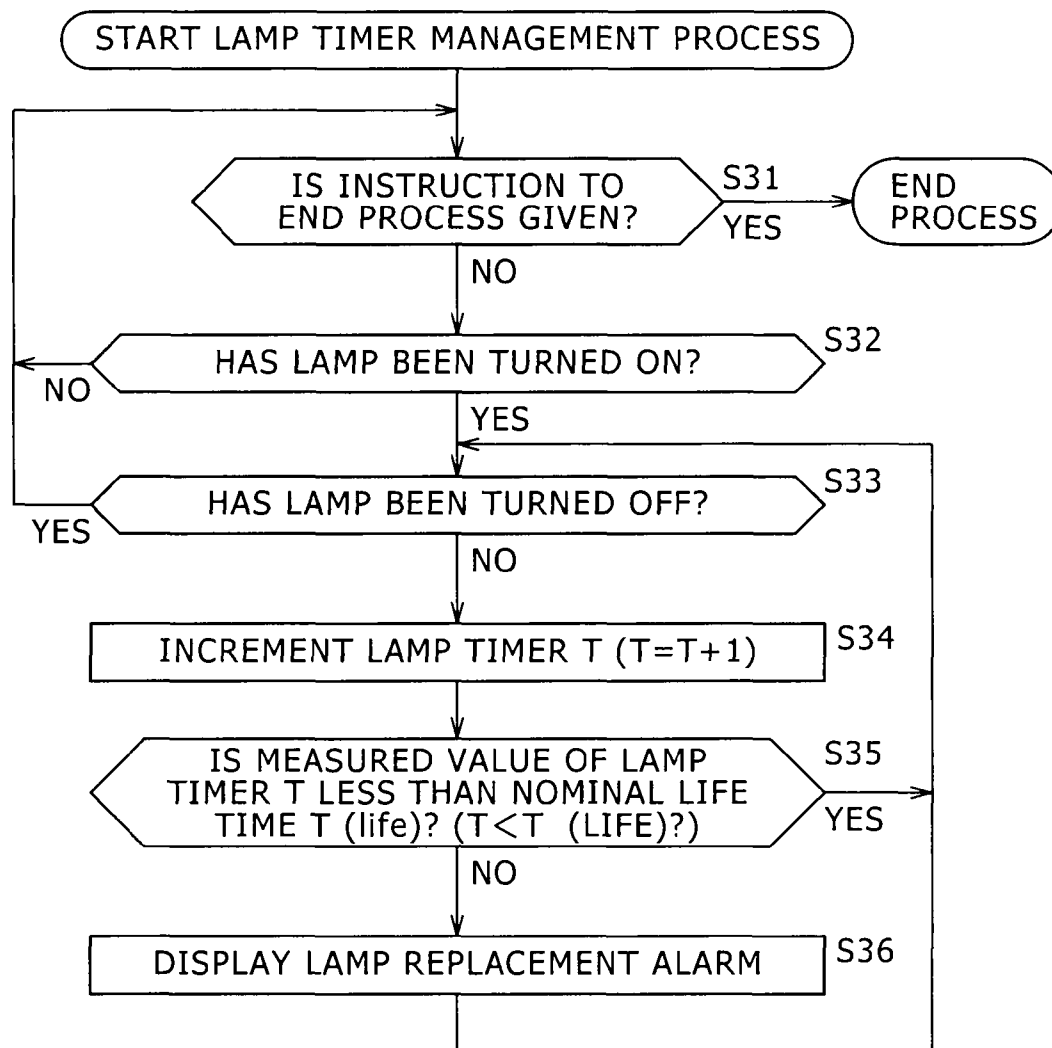 START LAMP TIMER MANAGEMENT PROCESS
IS INSTRUCTION TO
END PROCESS GIVEN?
S31
YES
END
PROCESS
NO
HAS LAMP BEEN TURNED ON?
S32
NO
YES
HAS LAMP BEEN TURNED OFF?
S33
YES
NO
INCREMENT LAMP TIMER T (T=T+1)
S34
IS MEASURED VALUE OF LAMP
TIMER T LESS THAN NOMINAL LIFE
TIME T (life)? (T<T (LIFE)?)
S35
YES
NO
DISPLAY LAMP REPLACEMENT ALARM
S36